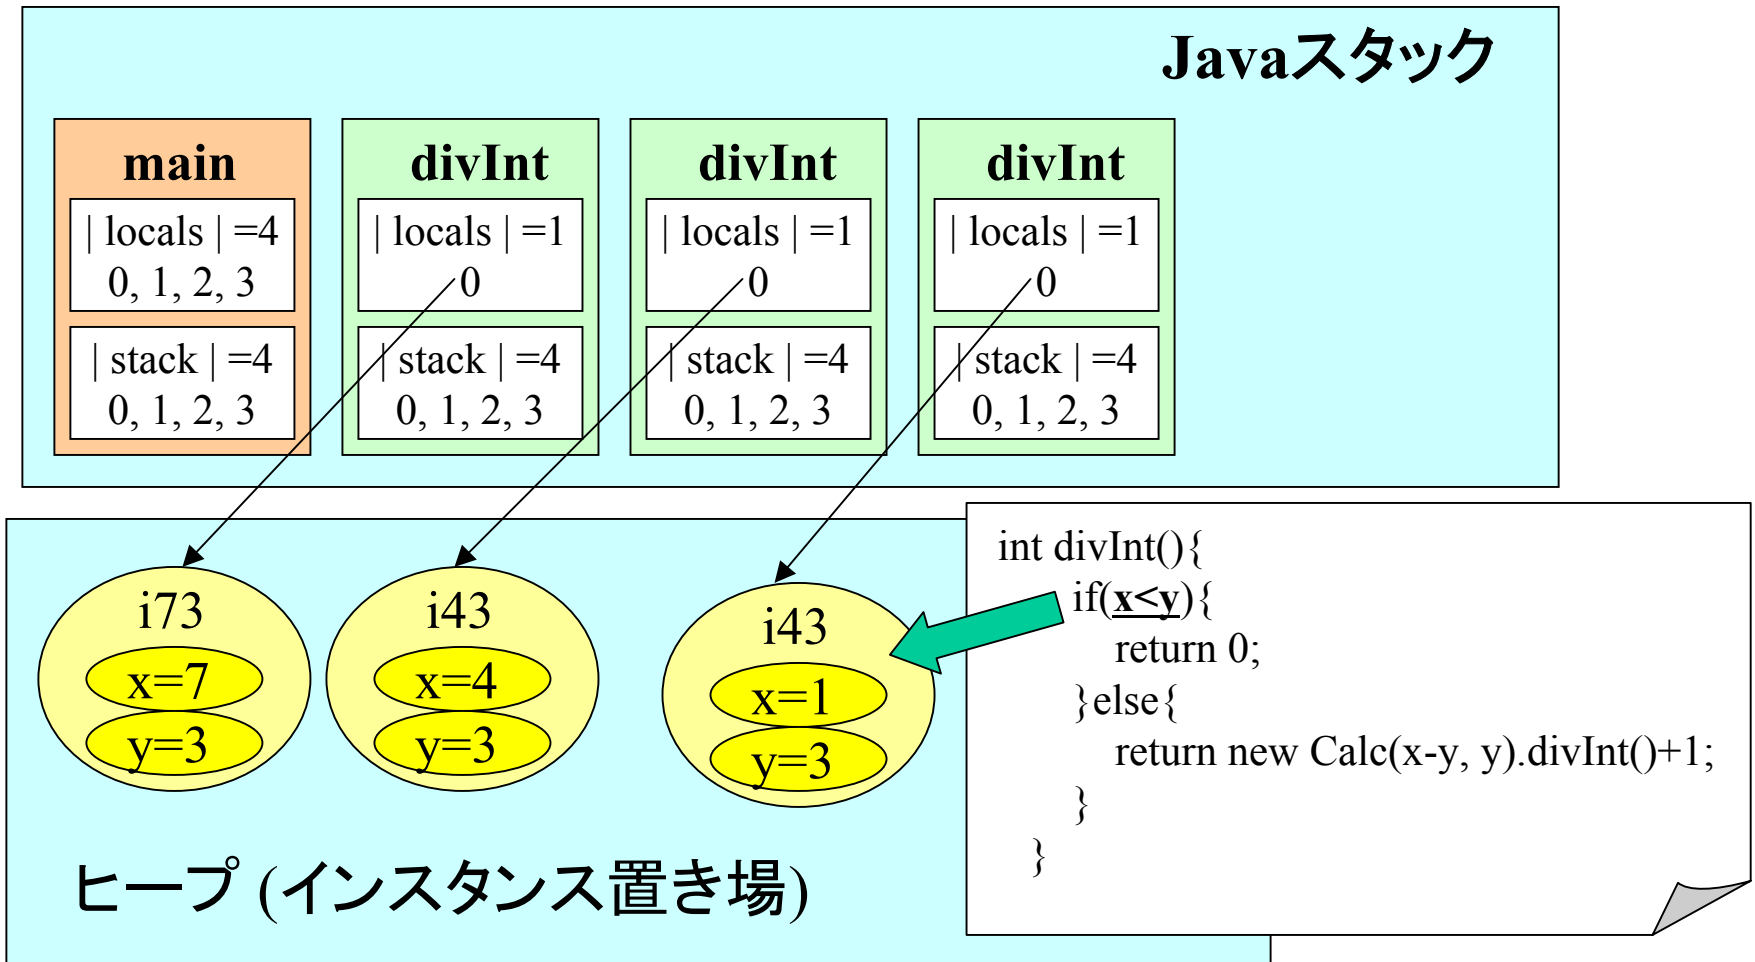 Javaスタック
main
| locals | =4
0, 1, 2, 3
| stack | =4
0, 1, 2, 3
divInt
| locals | =1
0
| stack | =4
0, 1, 2, 3
divInt
| locals | =1
0
| stack | =4
0, 1, 2, 3
divInt
| locals | =1
0
| stack | =4
0, 1, 2, 3
i73
x=7
y=3
i43
x=4
y=3
i43
x=1
y=3
ヒープ (インスタンス置き場)
int divInt(){
if(x<y){
return 0;
}else{
return new Calc(x-y, y).divInt()+1;
}
}